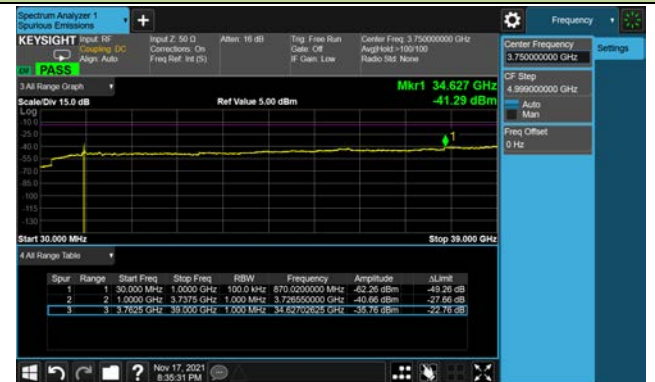 Spectrum Analyzer 1
Spurious Emissions
Frequency
KEYSIGHT Input: RF
Coupling: DC
Align: Auto
Input Z: 50 Ω
Corrections: On
Freq Ref: Int (S)
Atten: 16 dB
Trig: Free Run
Gate: Off
IF Gain: Low
Center Freq: 3.750000000 GHz
Avg|Hold:>100/100
Radio Std: None
PASS
Center Frequency
3.750000000 GHz
Settings
CF Step
4.999000000 GHz
Auto
Man
Freq Offset
0 Hz
3 All Range Graph
Mkr1 34.627 GHz
-41.29 dBm
Scale/Div 15.0 dB
Ref Value 5.00 dBm
Log
-10.0
-25.0
-40.0
-55.0
-70.0
-85.0
-100
-115
-130
1
Start 30.000 MHz
Stop 39.000 GHz
4 All Range Table
Spur Range Start Freq Stop Freq RBW Frequency Amplitude ΔLimit
1 1 30.000 MHz 1.0000 GHz 100.0 kHz 870.0200000 MHz -62.26 dBm -49.26 dB
2 2 1.0000 GHz 3.7375 GHz 1.000 MHz 3.726550000 GHz -40.66 dBm -27.66 dB
3 3 3.7625 GHz 39.000 GHz 1.000 MHz 34.62702625 GHz -35.76 dBm -22.76 dB
Nov 17, 2021
8:35:31 PM